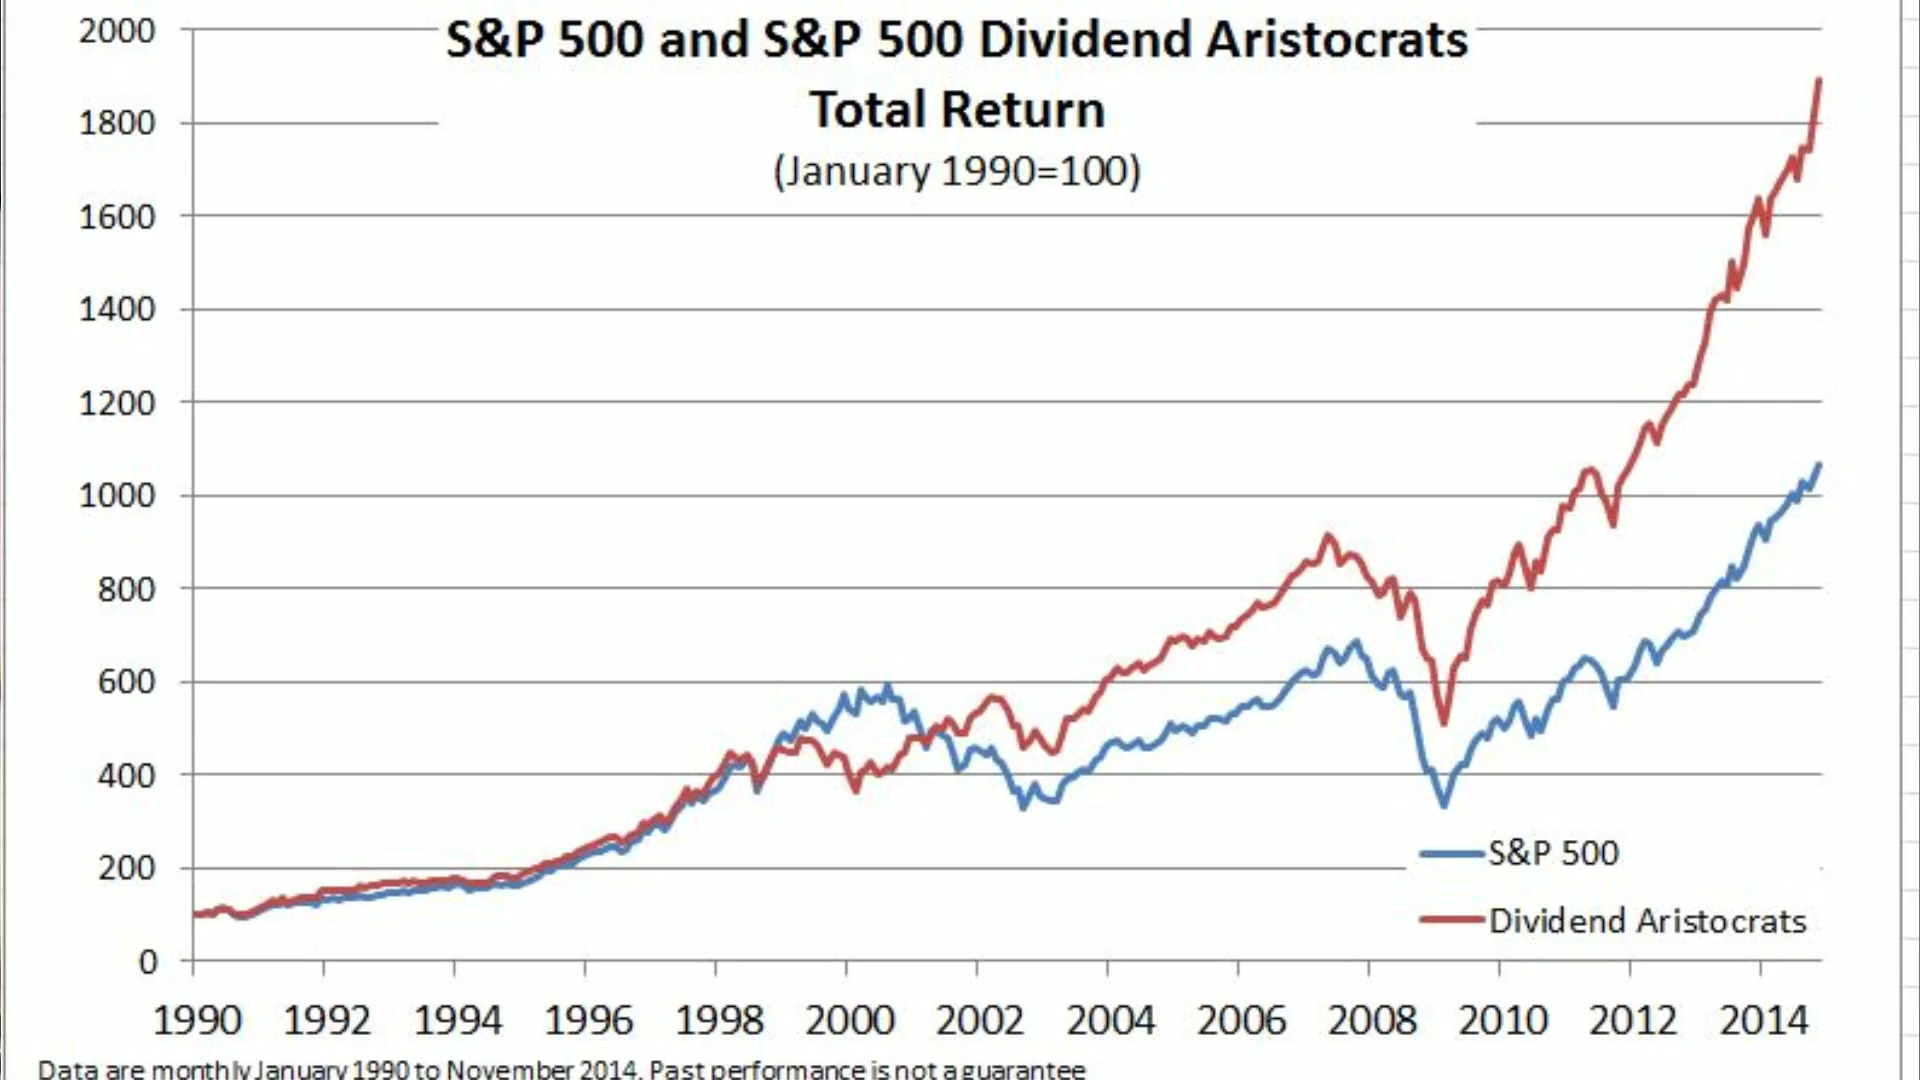 S&P 500 and S&P 500 Dividend Aristocrats
Total Return
(January 1990=100)
2000
1800
1600
1400
1200
1000
800
600
400
200
0
S&P 500
Dividend Aristocrats
1990 1992 1994 1996 1998 2000 2002 2004 2006 2008 2010 2012 2014
Data are monthly January 1990 to November 2014. Past performance is not a guarantee